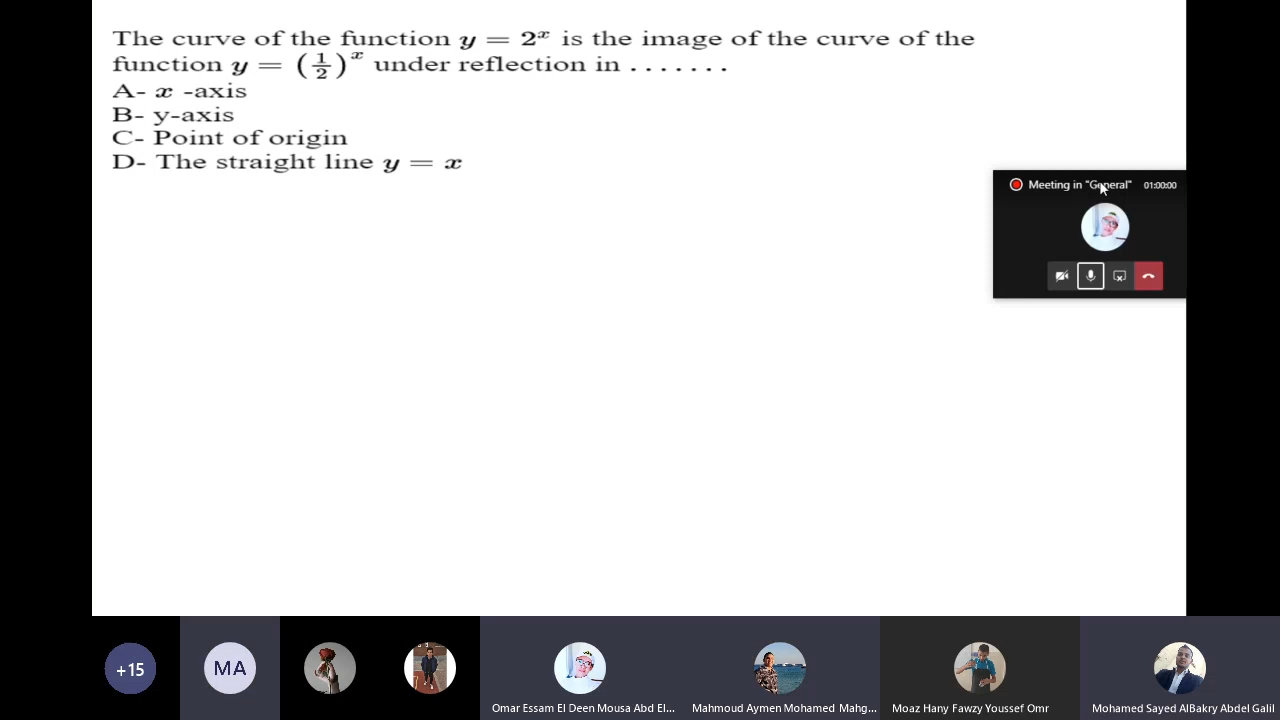 The curve of the function y = 2^x is the image of the curve of the
function y = (1/2)^x under reflection in .......
A- x -axis
B- y-axis
C- Point of origin
D- The straight line y = x
Meeting in "General" 01:00:00
+15
MA
Omar Essam El Deen Mousa Abd El...
Mahmoud Aymen Mohamed Mahg...
Moaz Hany Fawzy Youssef Omr
Mohamed Sayed AlBakry Abdel Galil